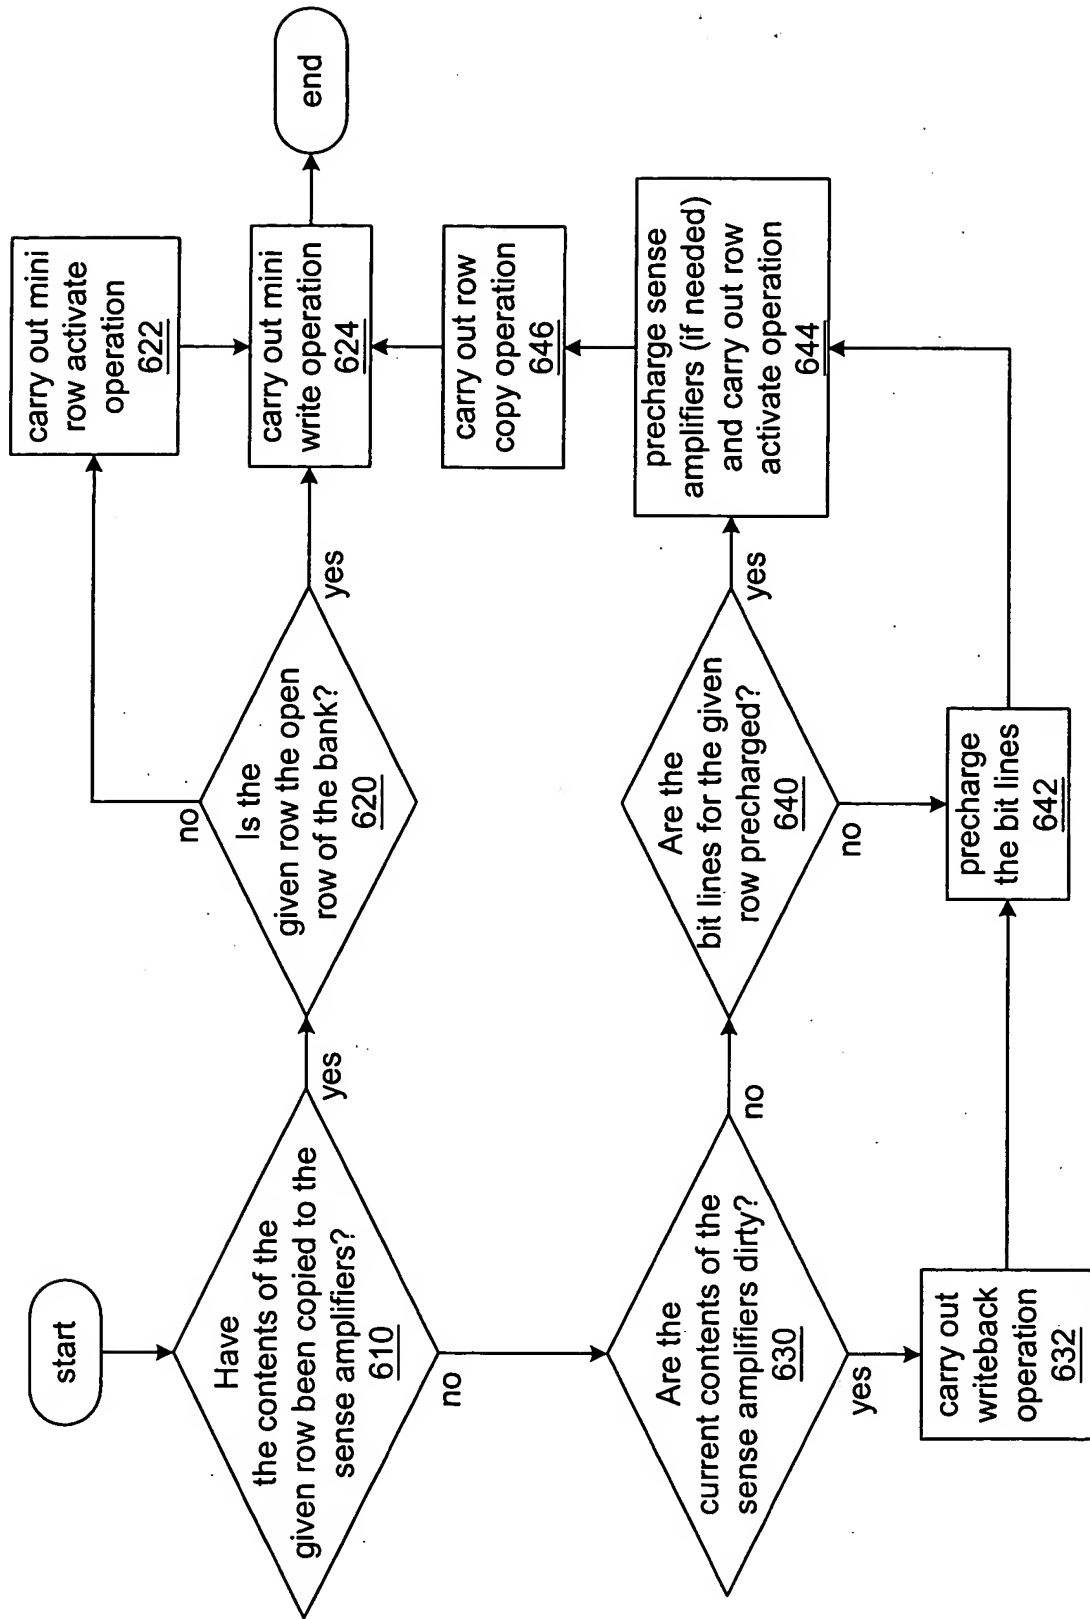 start
Have
the contents of the
given row been copied to the
sense amplifiers?
610
yes
no
Is the
given row the open
row of the bank?
620
no
yes
carry out mini
row activate
operation
622
carry out mini
write operation
624
end
Are the
current contents of the
sense amplifiers dirty?
630
no
yes
carry out
writeback
operation
632
Are the
bit lines for the given
row precharged?
640
yes
no
precharge
the bit lines
642
precharge sense
amplifiers (if needed)
and carry out row
activate operation
644
carry out row
copy operation
646